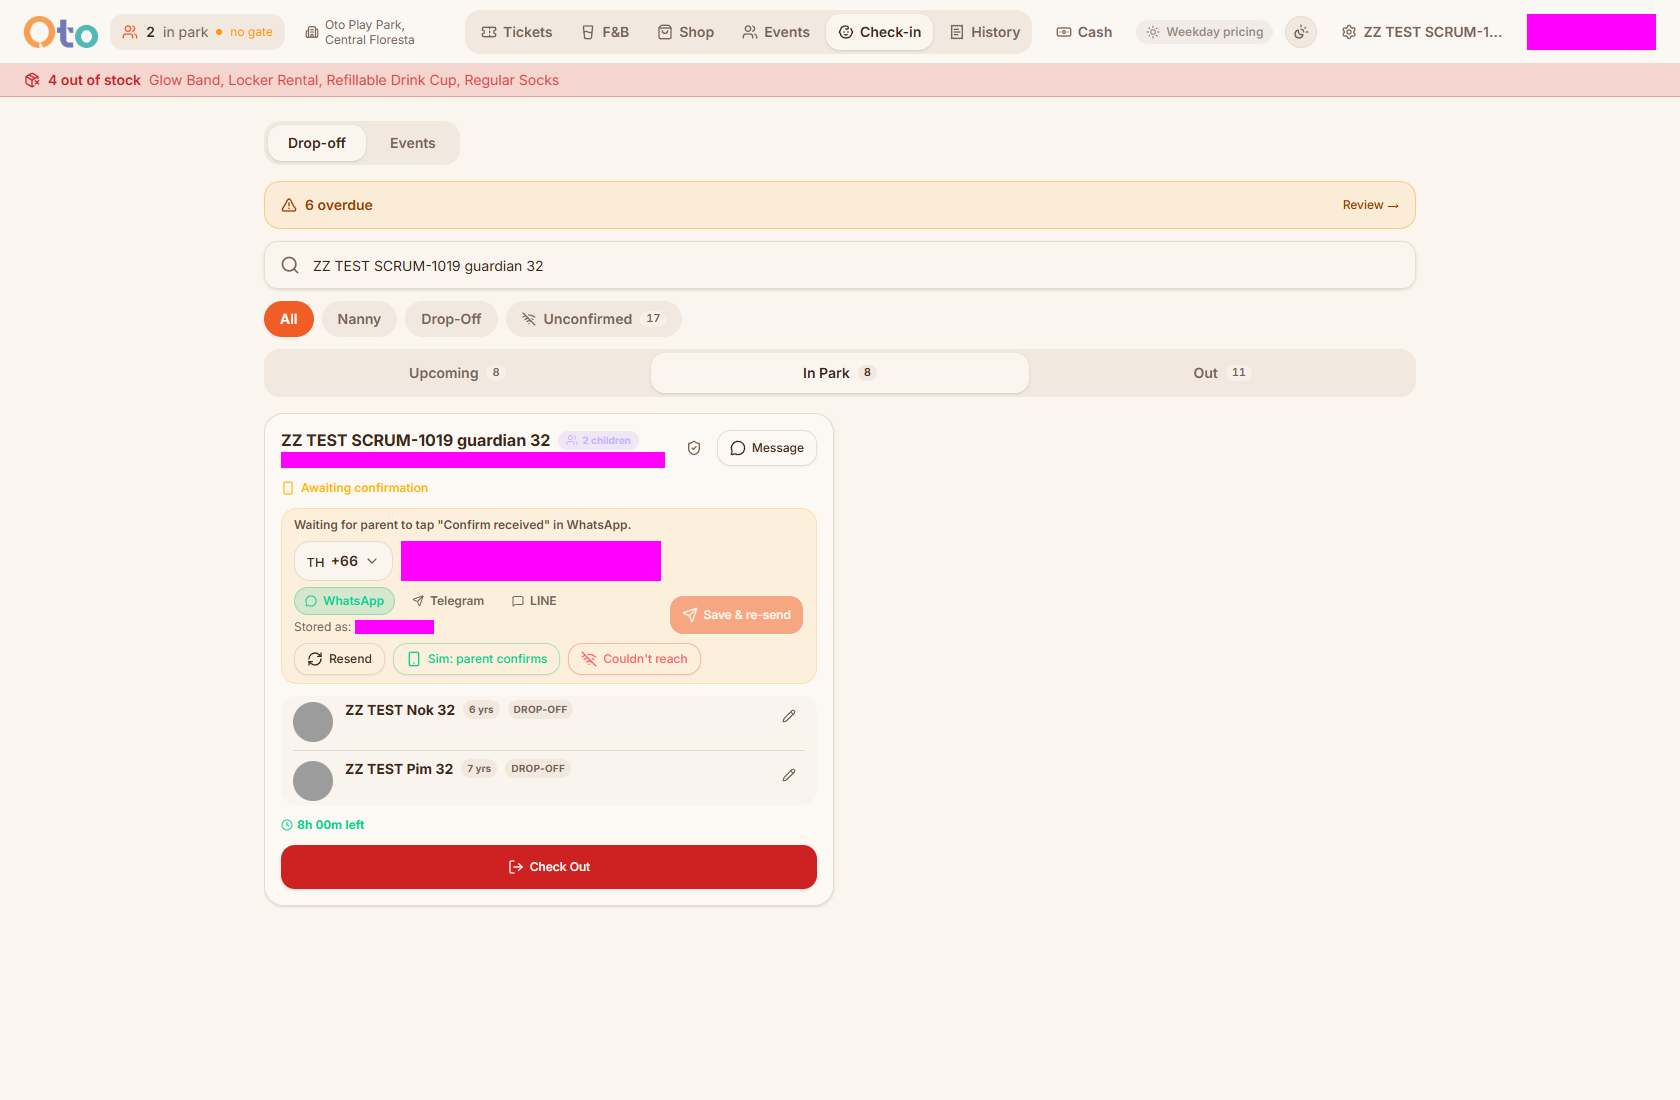 Oto
2 in park • no gate
Oto Play Park,
Central Floresta
Tickets
F&B
Shop
Events
Check-in
History
Cash
Weekday pricing
ZZ TEST SCRUM-1...
4 out of stock Glow Band, Locker Rental, Refillable Drink Cup, Regular Socks
Drop-off
Events
6 overdue
Review →
ZZ TEST SCRUM-1019 guardian 32
All
Nanny
Drop-Off
Unconfirmed 17
Upcoming 8
In Park 8
Out 11
ZZ TEST SCRUM-1019 guardian 32
2 children
Message
Awaiting confirmation
Waiting for parent to tap "Confirm received" in WhatsApp.
TH +66
WhatsApp
Telegram
LINE
Save & re-send
Stored as:
Resend
Sim: parent confirms
Couldn't reach
ZZ TEST Nok 32 6 yrs DROP-OFF
ZZ TEST Pim 32 7 yrs DROP-OFF
8h 00m left
Check Out